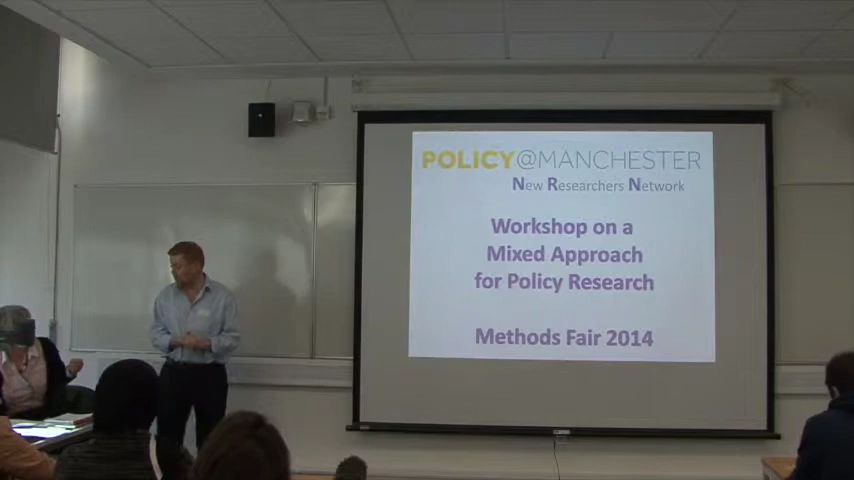 POLICY@MANCHESTER
New Researchers Network
Workshop on a
Mixed Approach
for Policy Research
Methods Fair 2014